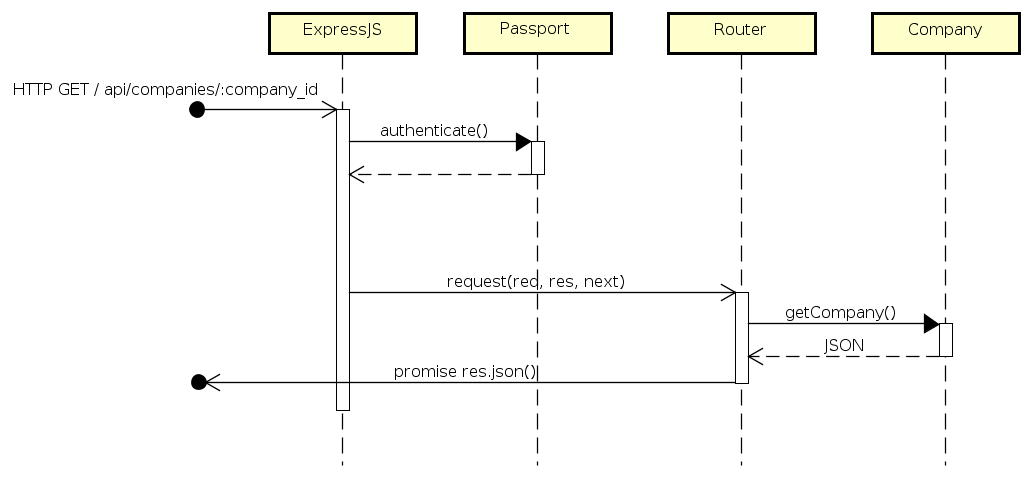 ExpressJS
Passport
Router
Company
HTTP GET / api/companies/:company_id
authenticate()
request(req, res, next)
getCompany()
JSON
promise res.json()